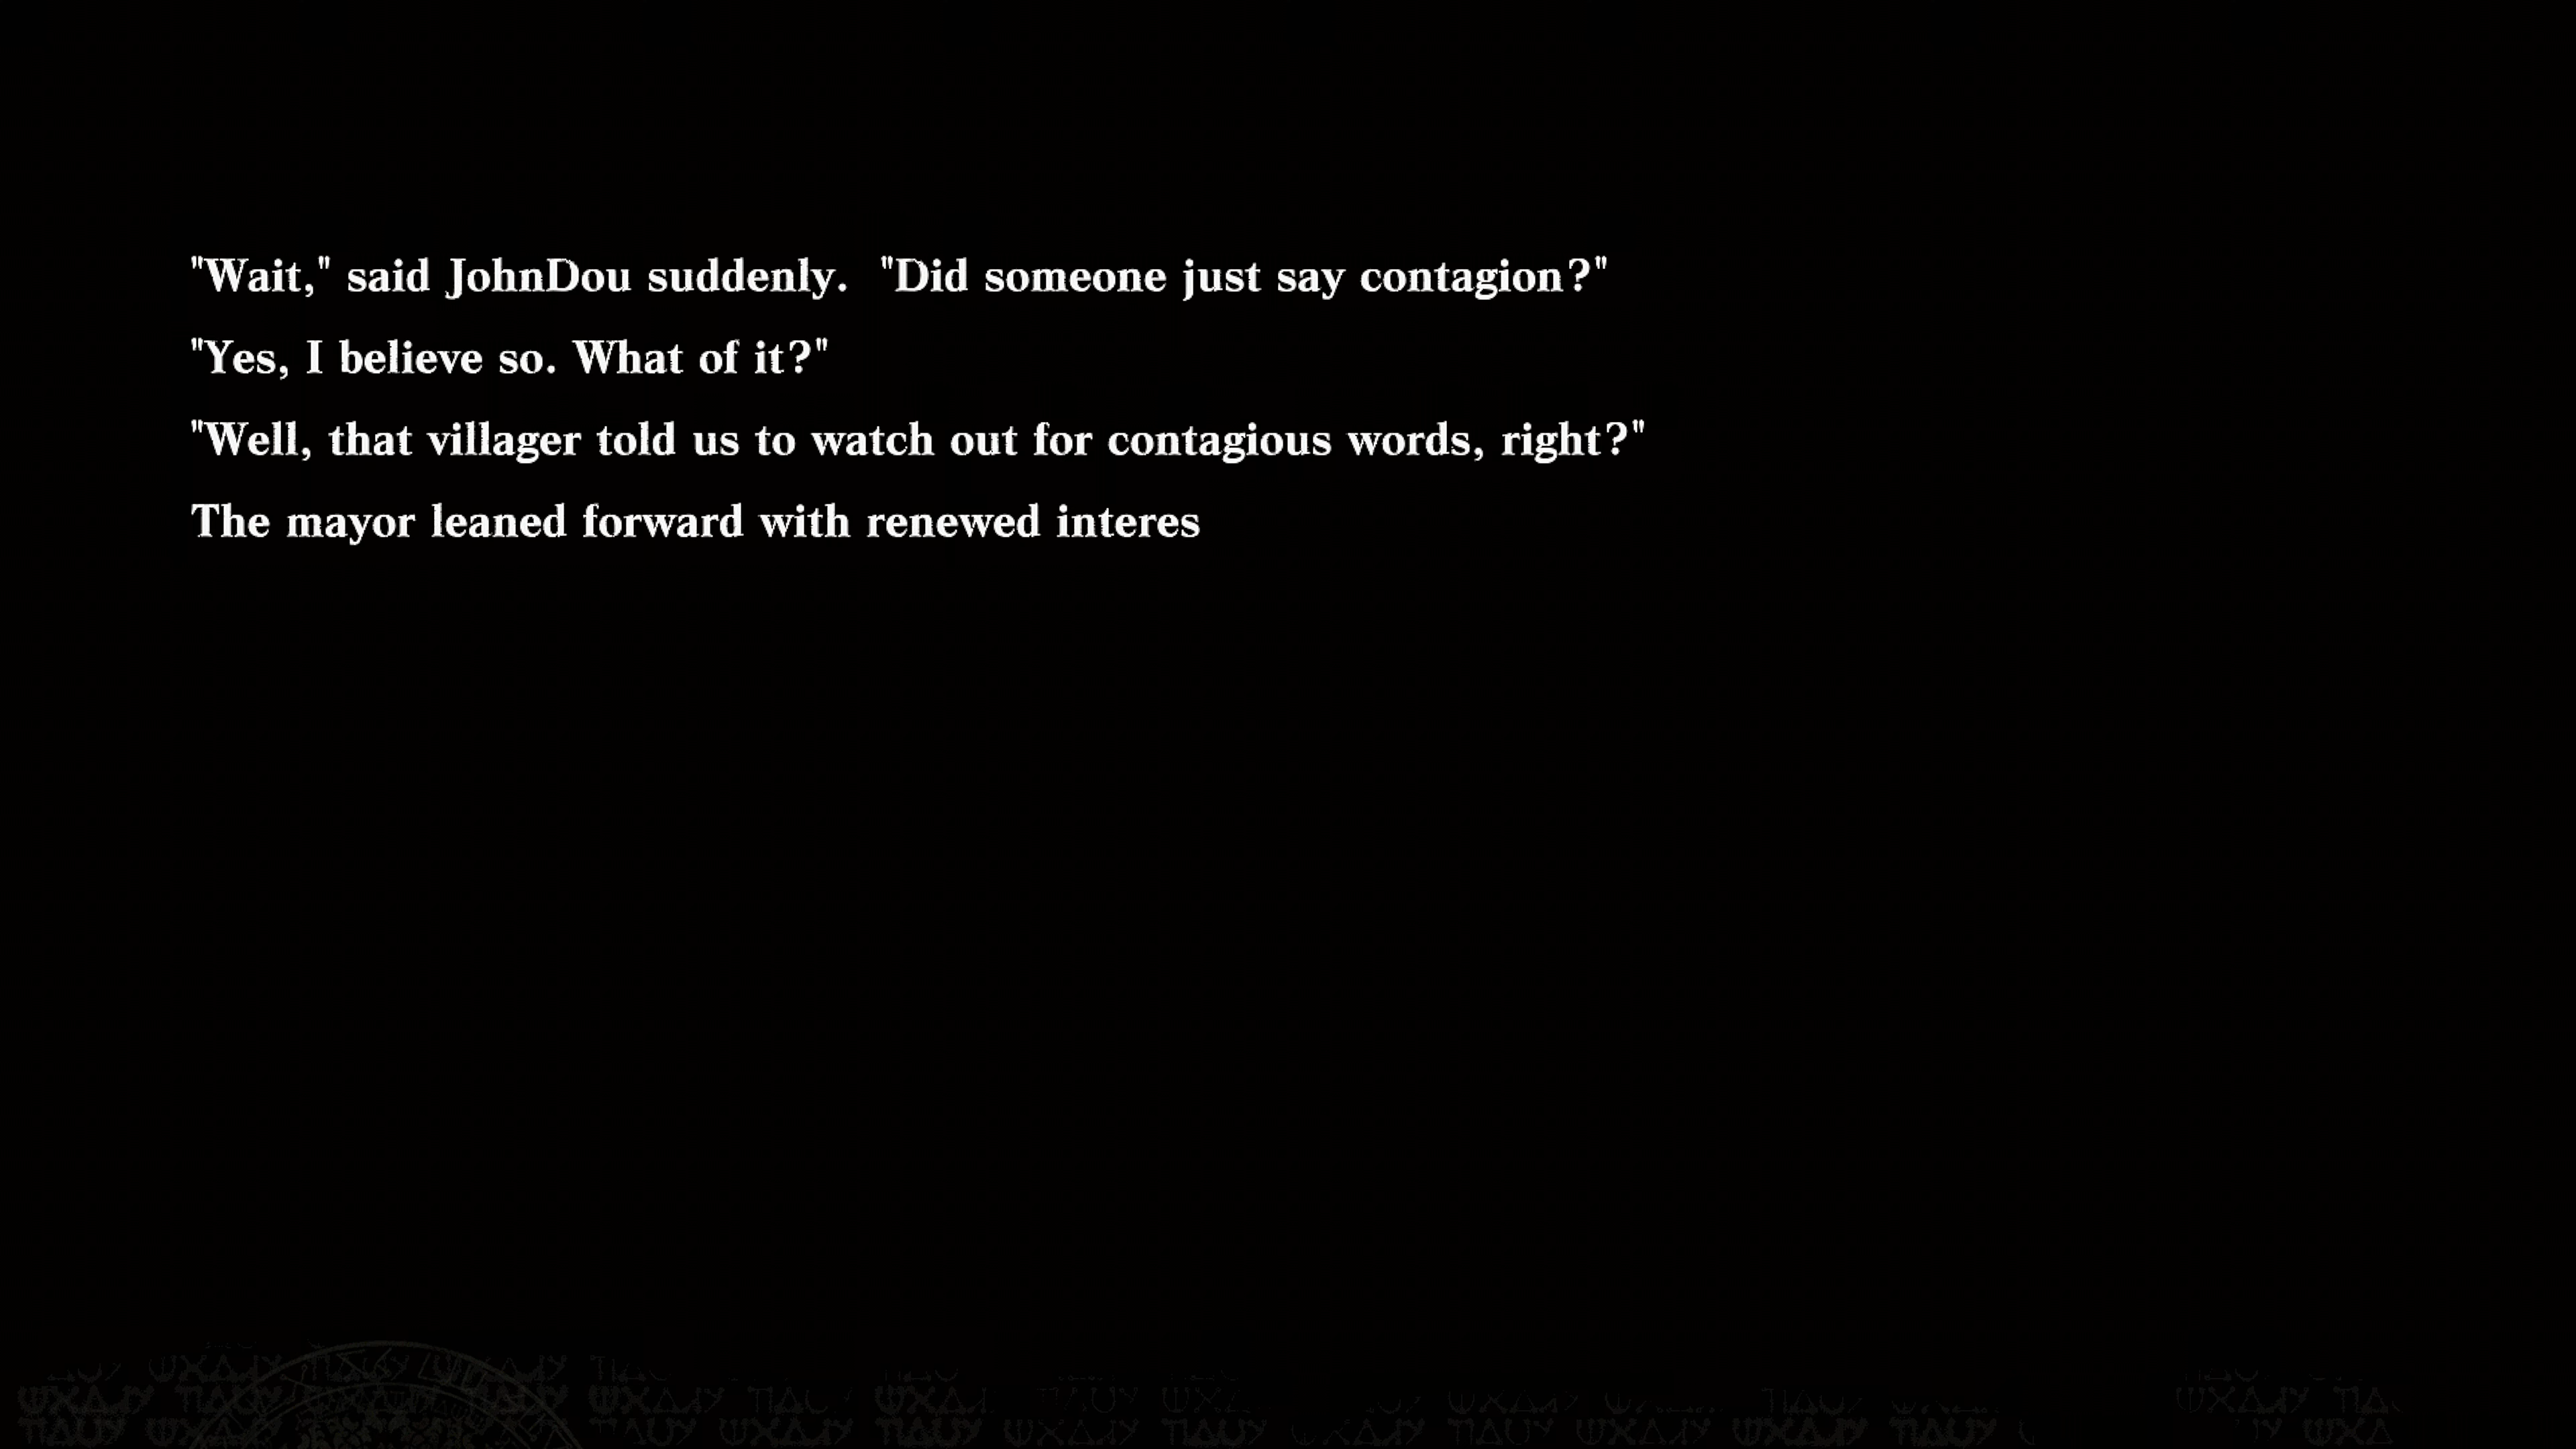 "Wait," said JohnDou suddenly.  "Did someone just say contagion?"
"Yes, I believe so. What of it?"
"Well, that villager told us to watch out for contagious words, right?"
The mayor leaned forward with renewed interes